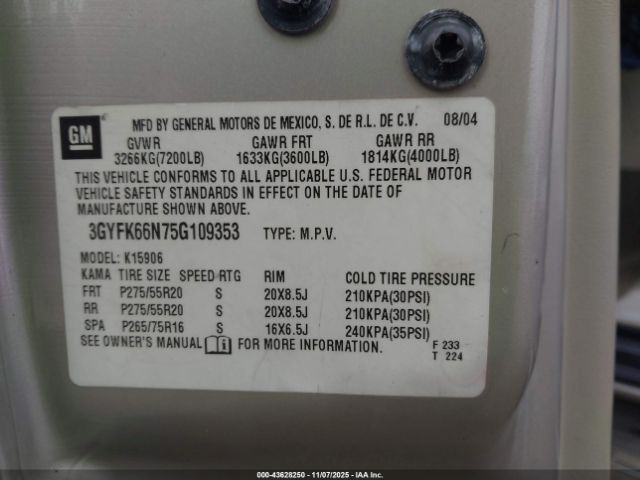 GM
MFD BY GENERAL MOTORS DE MEXICO, S. DE R.L. DE C.V. 08/04
GVWR GAWR FRT GAWR RR
3266KG(7200LB) 1633KG(3600LB) 1814KG(4000LB)
THIS VEHICLE CONFORMS TO ALL APPLICABLE U.S. FEDERAL MOTOR
VEHICLE SAFETY STANDARDS IN EFFECT ON THE DATE OF
MANUFACTURE SHOWN ABOVE.
3GYFK66N75G109353 TYPE: M.P.V.
MODEL: K15906
KAMA TIRE SIZE SPEED RTG RIM COLD TIRE PRESSURE
FRT P275/55R20 S 20X8.5J 210KPA(30PSI)
RR P275/55R20 S 20X8.5J 210KPA(30PSI)
SPA P265/75R16 S 16X6.5J 240KPA(35PSI)
SEE OWNER'S MANUAL FOR MORE INFORMATION.
F 233
T 224
000-43628250 - 11/07/2025 - IAA Inc.